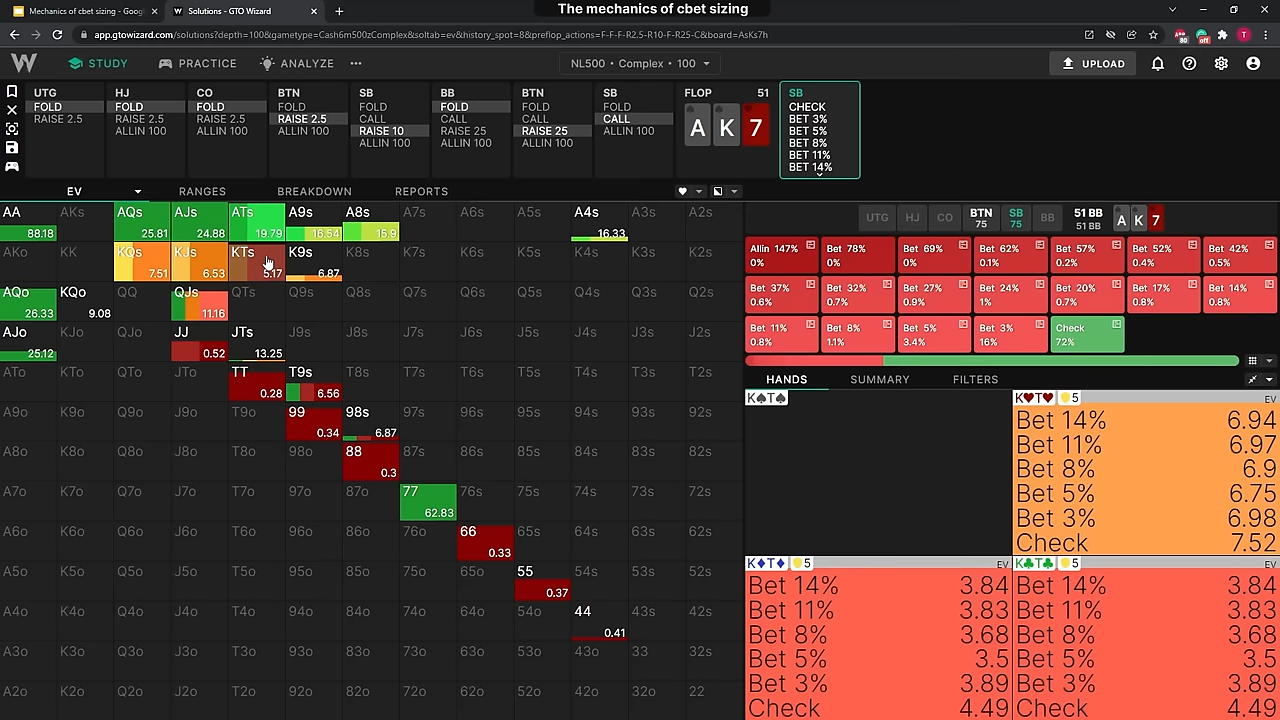 Mechanics of cbet sizing - Goog
Solutions - GTO Wizard
The mechanics of cbet sizing
app.gtowizard.com/solutions?depth=100&gametype=Cash6m500zComplex&soltab=ev&history_spot=8&preflop_actions=F-F-F-R2.5-R10-F-R25-C&board=AsKs7h
STUDY
PRACTICE
ANALYZE
NL500 • Complex • 100
UPLOAD
UTG
FOLD
RAISE 2.5
HJ
FOLD
RAISE 2.5
ALLIN 100
CO
FOLD
RAISE 2.5
ALLIN 100
BTN
FOLD
RAISE 2.5
ALLIN 100
SB
FOLD
CALL
RAISE 10
ALLIN 100
BB
FOLD
CALL
RAISE 25
ALLIN 100
BTN
FOLD
CALL
RAISE 25
ALLIN 100
SB
FOLD
CALL
ALLIN 100
FLOP 51
A K 7
SB
CHECK
BET 3%
BET 5%
BET 8%
BET 11%
BET 14%
EV RANGES BREAKDOWN REPORTS
AA 88.18 AKs AQs 25.81 AJs 24.88 ATs 19.79 A9s 16.54 A8s 15.9 A7s A6s A5s A4s 16.33 A3s A2s
AKo KK KQs 7.51 KJs 6.53 KTs 5.17 K9s 6.87 K8s K7s K6s K5s K4s K3s K2s
AQo 26.33 KQo 9.08 QQ QJs 11.16 QTs Q9s Q8s Q7s Q6s Q5s Q4s Q3s Q2s
AJo 25.12 KJo QJo JJ 0.52 JTs 13.25 J9s J8s J7s J6s J5s J4s J3s J2s
ATo KTo QTo JTo TT 0.28 T9s 6.56 T8s T7s T6s T5s T4s T3s T2s
A9o K9o Q9o J9o T9o 99 0.34 98s 6.87 97s 96s 95s 94s 93s 92s
A8o K8o Q8o J8o T8o 98o 88 0.3 87s 86s 85s 84s 83s 82s
A7o K7o Q7o J7o T7o 97o 87o 77 62.83 76s 75s 74s 73s 72s
A6o K6o Q6o J6o T6o 96o 86o 76o 66 0.33 65s 64s 63s 62s
A5o K5o Q5o J5o T5o 95o 85o 75o 65o 55 0.37 54s 53s 52s
A4o K4o Q4o J4o T4o 94o 84o 74o 64o 54o 44 0.41 43s 42s
A3o K3o Q3o J3o T3o 93o 83o 73o 63o 53o 43o 33 32s
A2o K2o Q2o J2o T2o 92o 82o 72o 62o 52o 42o 32o 22
UTG HJ CO BTN 75 SB 75 BB 51 BB 51 BB A K 7
Allin 147% 0% Bet 78% 0% Bet 69% 0% Bet 62% 0.1% Bet 57% 0.2% Bet 52% 0.4% Bet 42% 0.5%
Bet 37% 0.6% Bet 32% 0.7% Bet 27% 0.9% Bet 24% 1% Bet 20% 0.7% Bet 17% 0.8% Bet 14% 0.8%
Bet 11% 0.8% Bet 8% 1.1% Bet 5% 3.4% Bet 3% 16% Check 72%
HANDS SUMMARY FILTERS
K♠T♠
K♥T♥ 5 EV
Bet 14% 6.94
Bet 11% 6.97
Bet 8% 6.9
Bet 5% 6.75
Bet 3% 6.98
Check 7.52
K♦T♦ 5 EV
Bet 14% 3.84
Bet 11% 3.83
Bet 8% 3.68
Bet 5% 3.5
Bet 3% 3.89
Check 4.49
K♣T♣ 5 EV
Bet 14% 3.84
Bet 11% 3.83
Bet 8% 3.68
Bet 5% 3.5
Bet 3% 3.89
Check 4.49